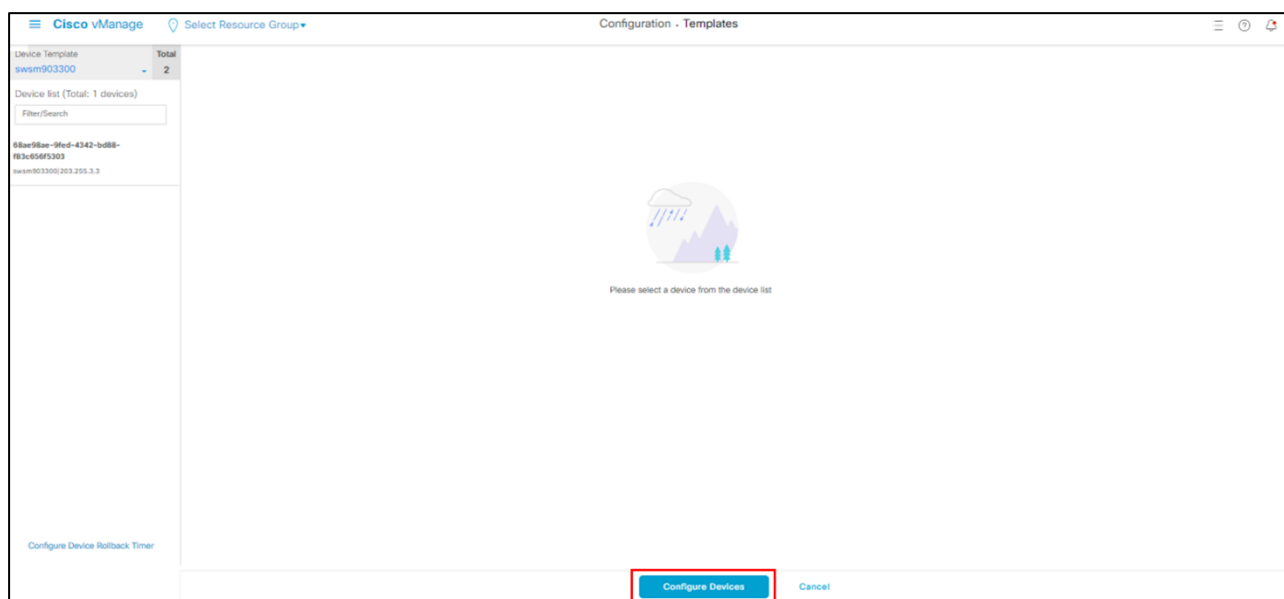 Cisco vManage
Select Resource Group
Configuration · Templates
Device Template
Total
swsm903300
2
Device list (Total: 1 devices)
Filter/Search
68ae98ae-9fed-4342-bd88-
f83c656f5303
swsm903300|203.255.3.3
Please select a device from the device list
Configure Device Rollback Timer
Configure Devices
Cancel